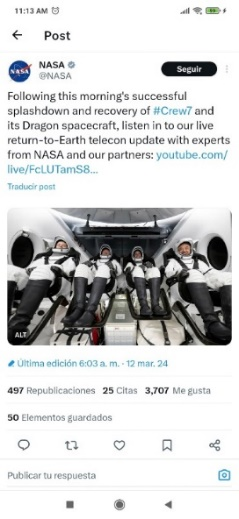 11:13 AM
Post
NASA
@NASA
Seguir
Following this morning's successful
splashdown and recovery of #Crew7 and
its Dragon spacecraft, listen in to our live
return-to-Earth telecon update with experts
from NASA and our partners: youtube.com/
live/FcLUTamS8...
Traducir post
ALT
Última edición 6:03 a. m. · 12 mar. 24
497 Republicaciones 25 Citas 3,707 Me gusta
50 Elementos guardados
Publicar tu respuesta